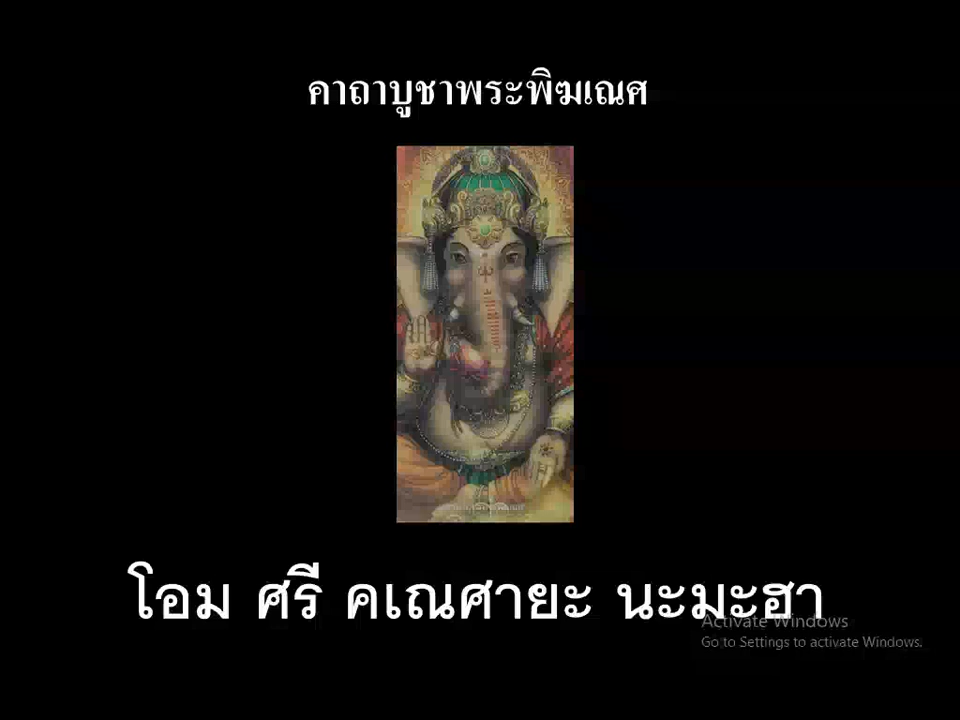 คาถาบูชาพระพิฆเณศ
โอม ศรี คเณศายะ นะมะฮา
Activate Windows
Go to Settings to activate Windows.